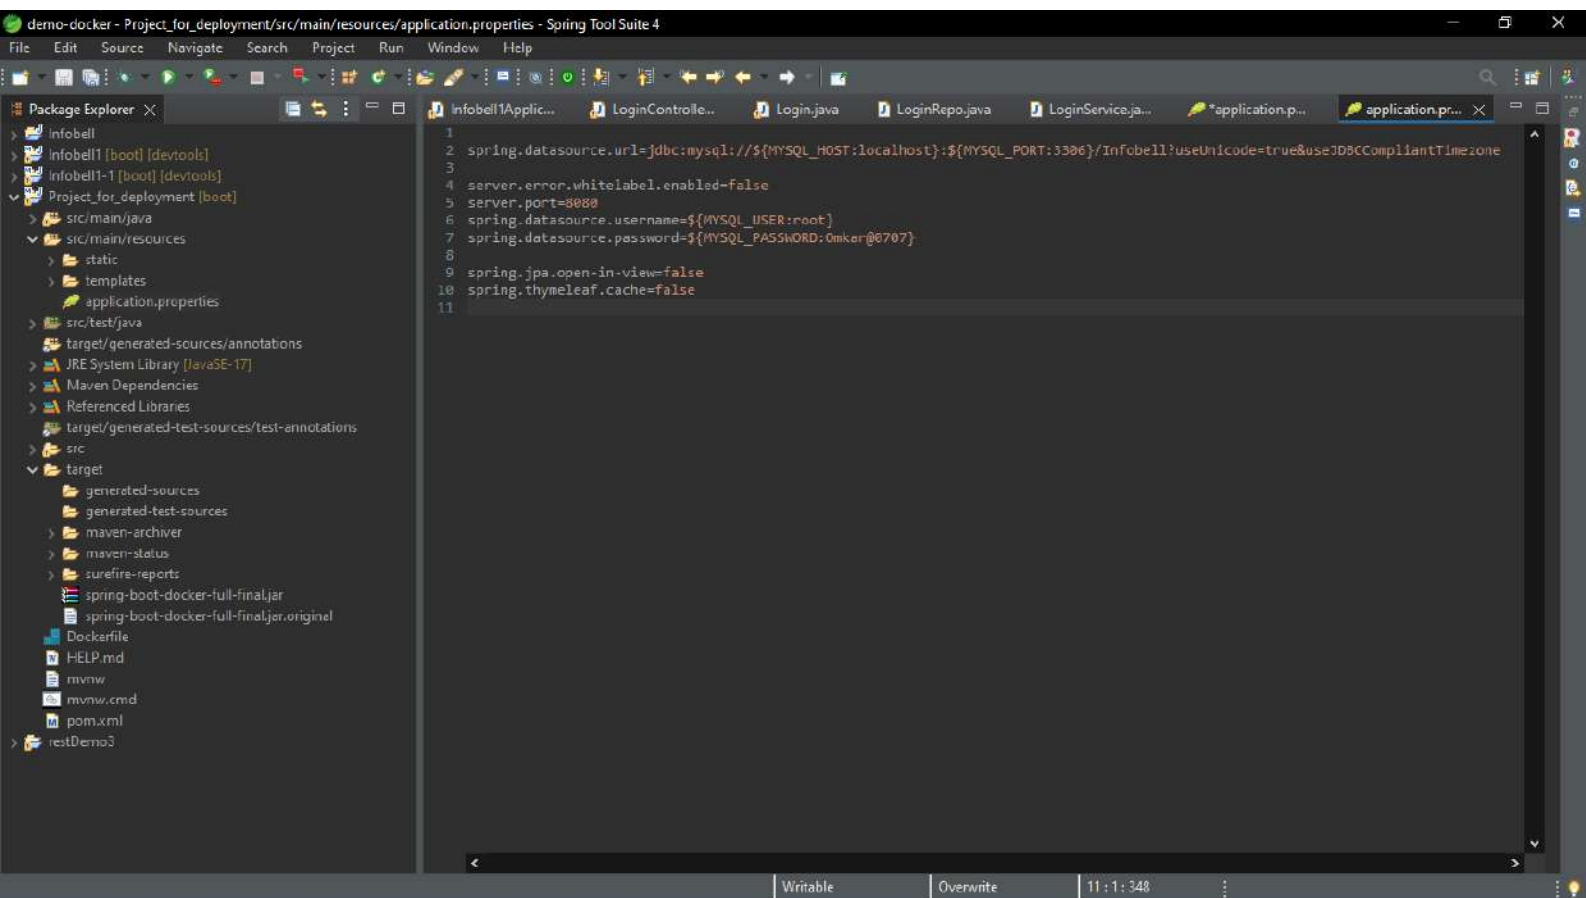 demo-docker - Project_for_deployment/src/main/resources/application.properties - Spring Tool Suite 4
File Edit Source Navigate Search Project Run Window Help
Package Explorer
Infobell1Applic... LoginControlle... Login.java LoginRepo.java LoginService.ja... *application.p... application.pr...
Infobell
Infobell1 [boot] [devtools]
Infobell1-1 [boot] [devtools]
Project_for_deployment [boot]
src/main/java
src/main/resources
static
templates
application.properties
src/test/java
target/generated-sources/annotations
JRE System Library [JavaSE-17]
Maven Dependencies
Referenced Libraries
target/generated-test-sources/test-annotations
src
target
generated-sources
generated-test-sources
maven-archiver
maven-status
surefire-reports
spring-boot-docker-full-final.jar
spring-boot-docker-full-final.jar.original
Dockerfile
HELP.md
mvnw
mvnw.cmd
pom.xml
restDemo3
1
2 spring.datasource.url=jdbc:mysql://${MYSQL_HOST:localhost}:${MYSQL_PORT:3306}/Infobell?useUnicode=true&useJDBCCompliantTimezone
3
4 server.error.whitelabel.enabled=false
5 server.port=8080
6 spring.datasource.username=${MYSQL_USER:root}
7 spring.datasource.password=${MYSQL_PASSWORD:Omkar@0707}
8
9 spring.jpa.open-in-view=false
10 spring.thymeleaf.cache=false
11
Writable Overwrite 11 : 1 : 348